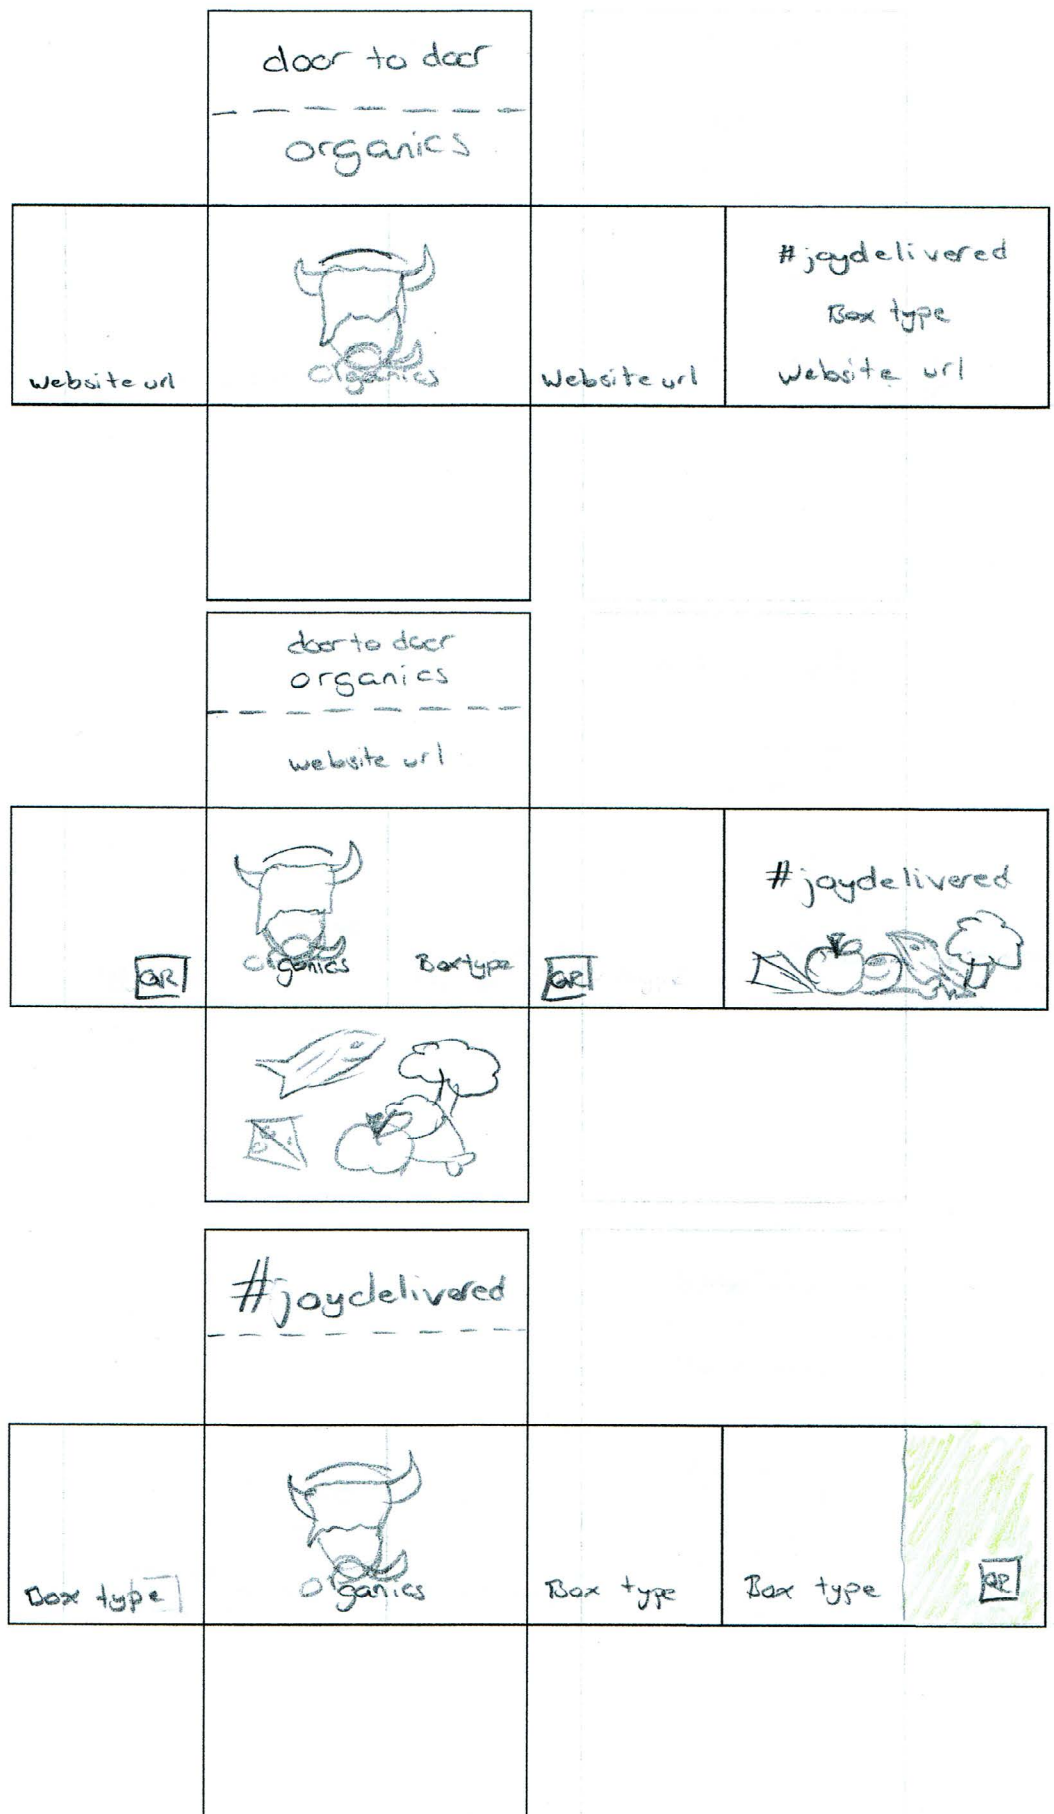 door to door
organics
#joydelivered
Box type
Website url
Organics
Website url
Website url
door to door
organics
website url
#joydelivered
QR
Organics
Box type
QR
#joydelivered
Box type
Organics
Box type
Box type
QR